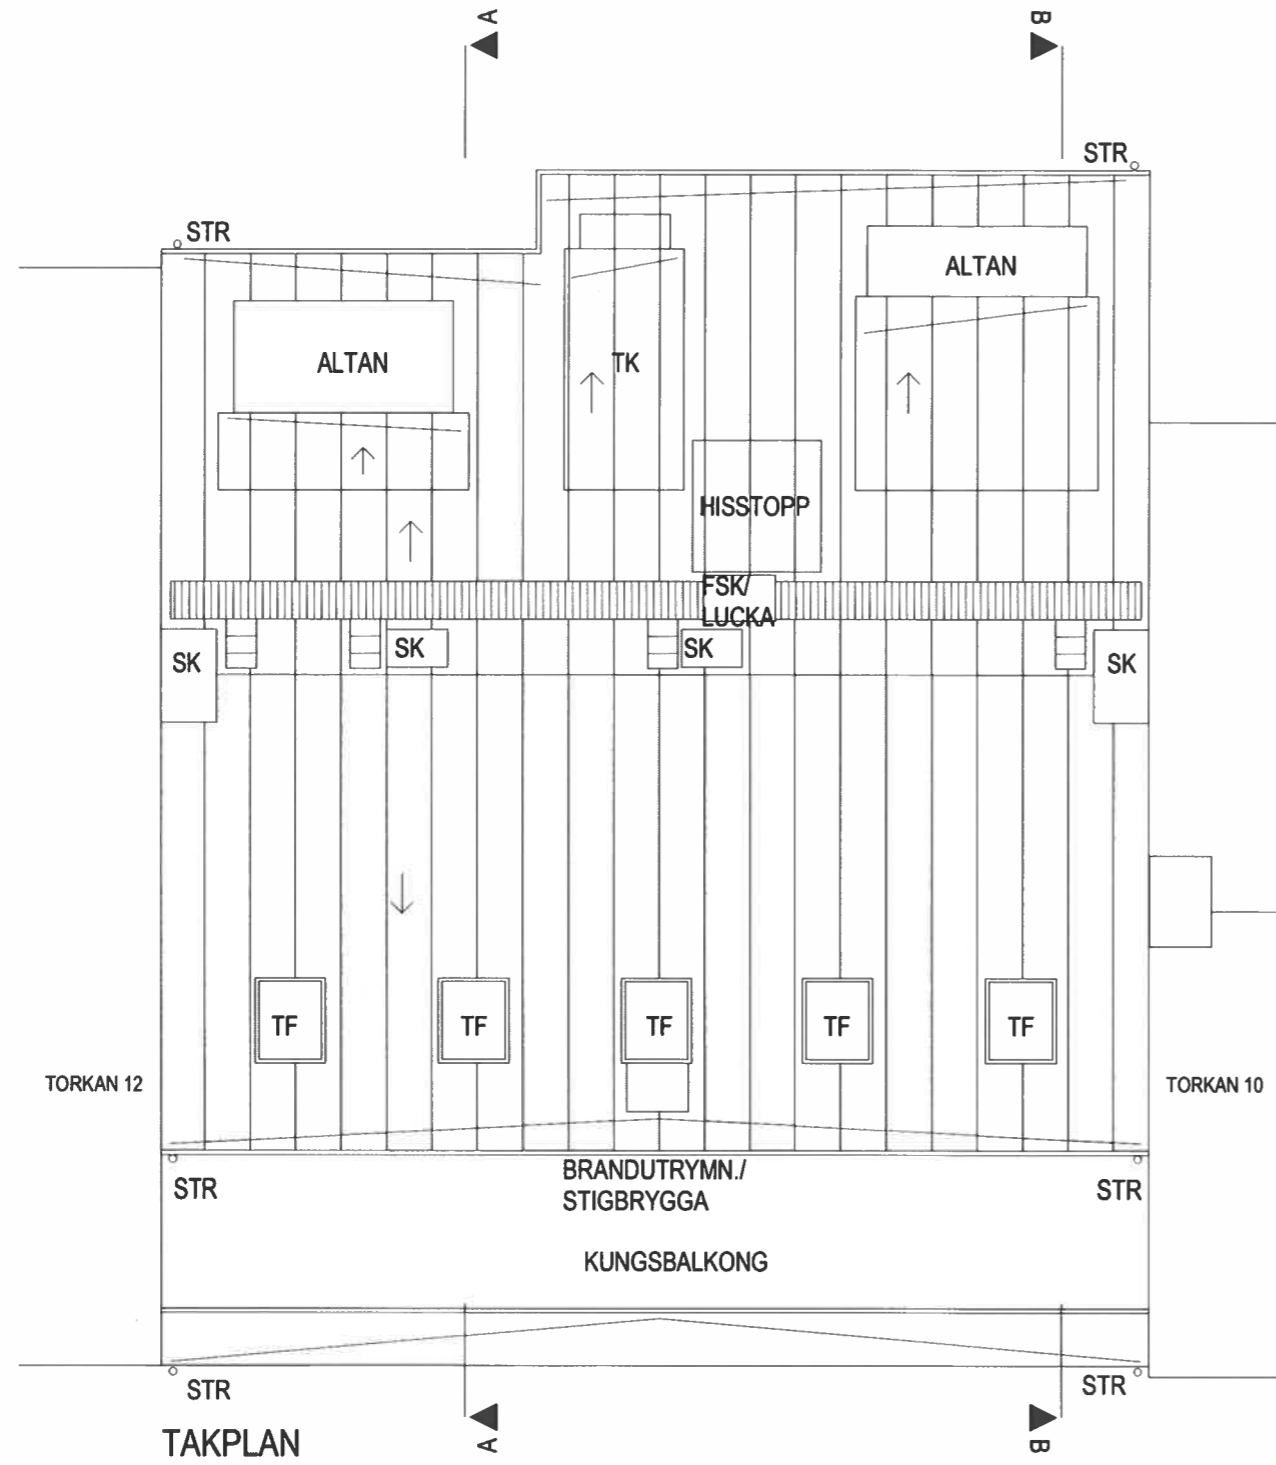 A
B
STR
STR
ALTAN
ALTAN
TK
HISSTOPP
FSK/
LUCKA
SK
SK
SK
SK
TF
TF
TF
TF
TF
TORKAN 12
TORKAN 10
BRANDUTRYMN./
STIGBRYGGA
STR
STR
KUNGSBALKONG
STR
STR
TAKPLAN
A
B